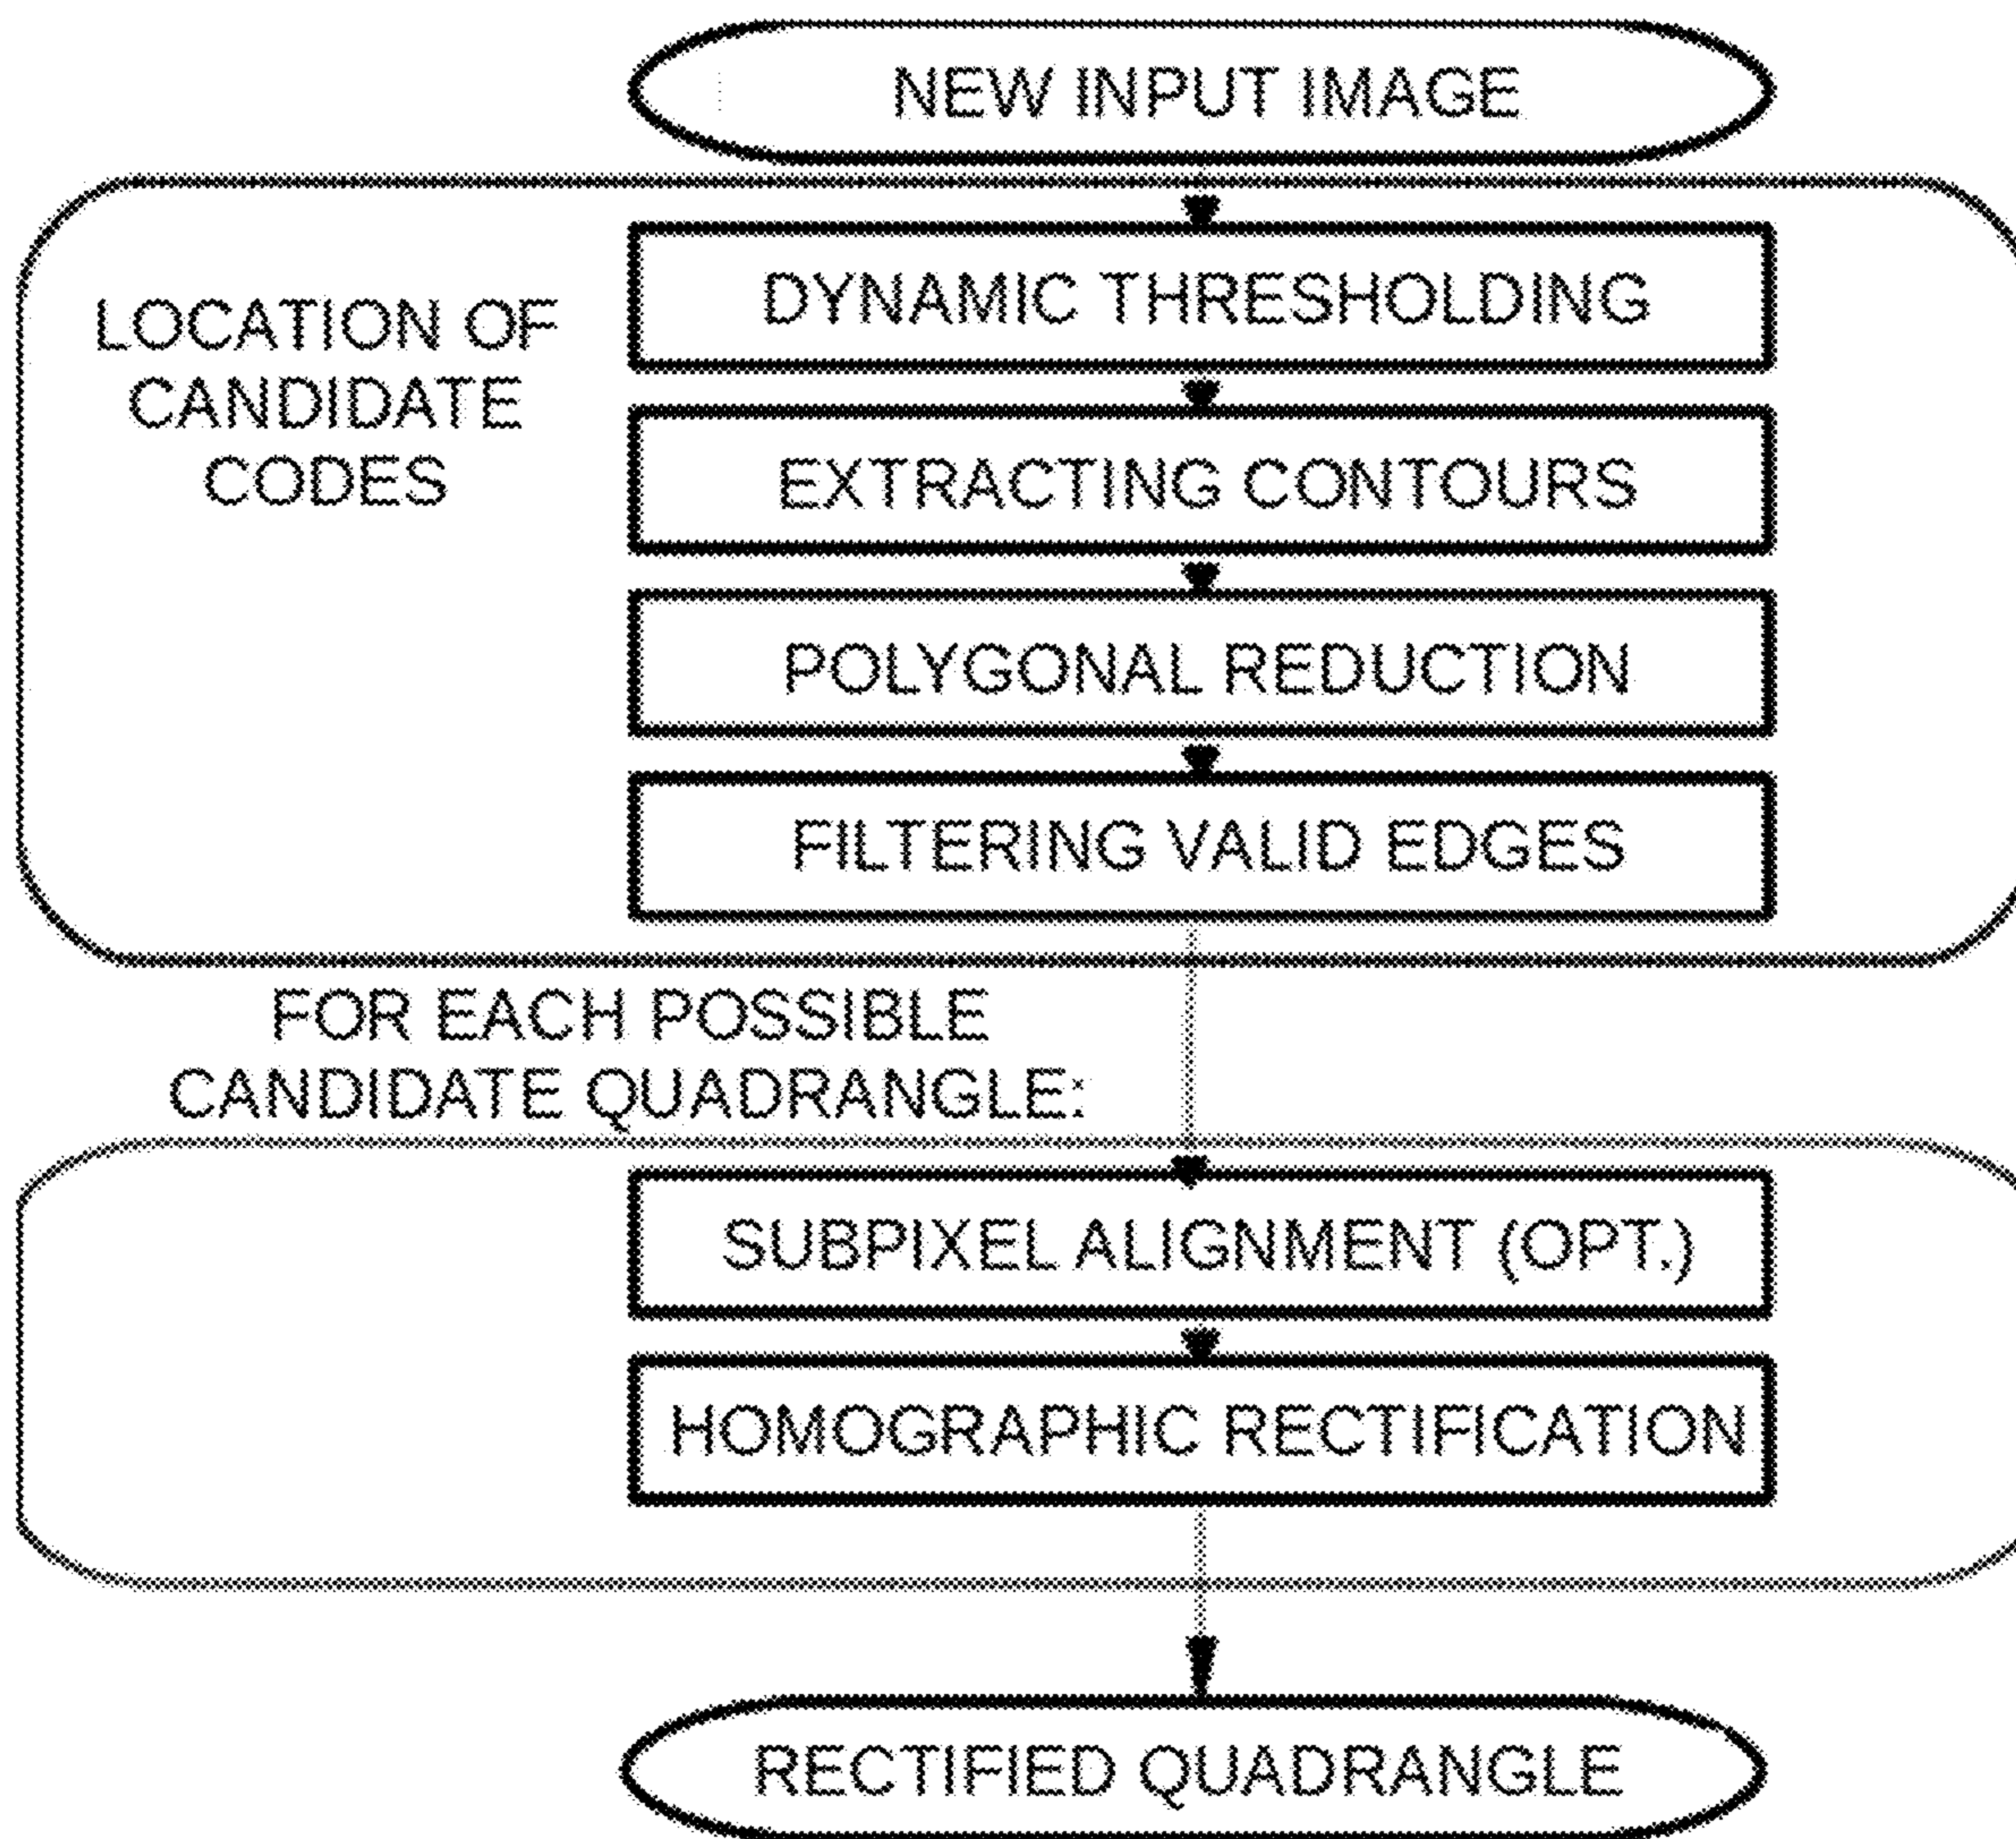 NEW INPUT IMAGE
LOCATION OF
CANDIDATE
CODES
DYNAMIC THRESHOLDING
EXTRACTING CONTOURS
POLYGONAL REDUCTION
FILTERING VALID EDGES
FOR EACH POSSIBLE
CANDIDATE QUADRANGLE:
SUBPIXEL ALIGNMENT (OPT.)
HOMOGRAPHIC RECTIFICATION
RECTIFIED QUADRANGLE